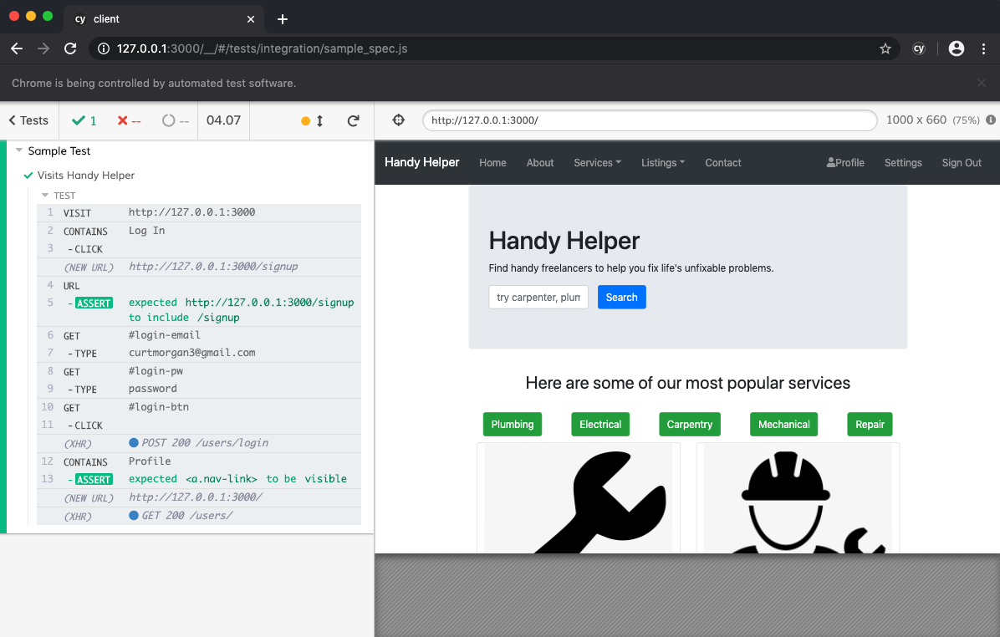 cy client
127.0.0.1:3000/__/#/tests/integration/sample_spec.js
cy
Chrome is being controlled by automated test software.
Tests
1
--
--
04.07
http://127.0.0.1:3000/
1000 x 660 (75%)
Sample Test
Visits Handy Helper
TEST
1 VISIT http://127.0.0.1:3000
2 CONTAINS Log In
3 - CLICK
(NEW URL) http://127.0.0.1:3000/signup
4 URL
5 - ASSERT expected http://127.0.0.1:3000/signup
to include /signup
6 GET #login-email
7 - TYPE curtmorgan3@gmail.com
8 GET #login-pw
9 - TYPE password
10 GET #login-btn
11 - CLICK
(XHR) POST 200 /users/login
12 CONTAINS Profile
13 - ASSERT expected <a.nav-link> to be visible
(NEW URL) http://127.0.0.1:3000/
(XHR) GET 200 /users/
Handy Helper Home About Services Listings Contact Profile Settings Sign Out
Handy Helper
Find handy freelancers to help you fix life's unfixable problems.
try carpenter, plum
Search
Here are some of our most popular services
Plumbing Electrical Carpentry Mechanical Repair